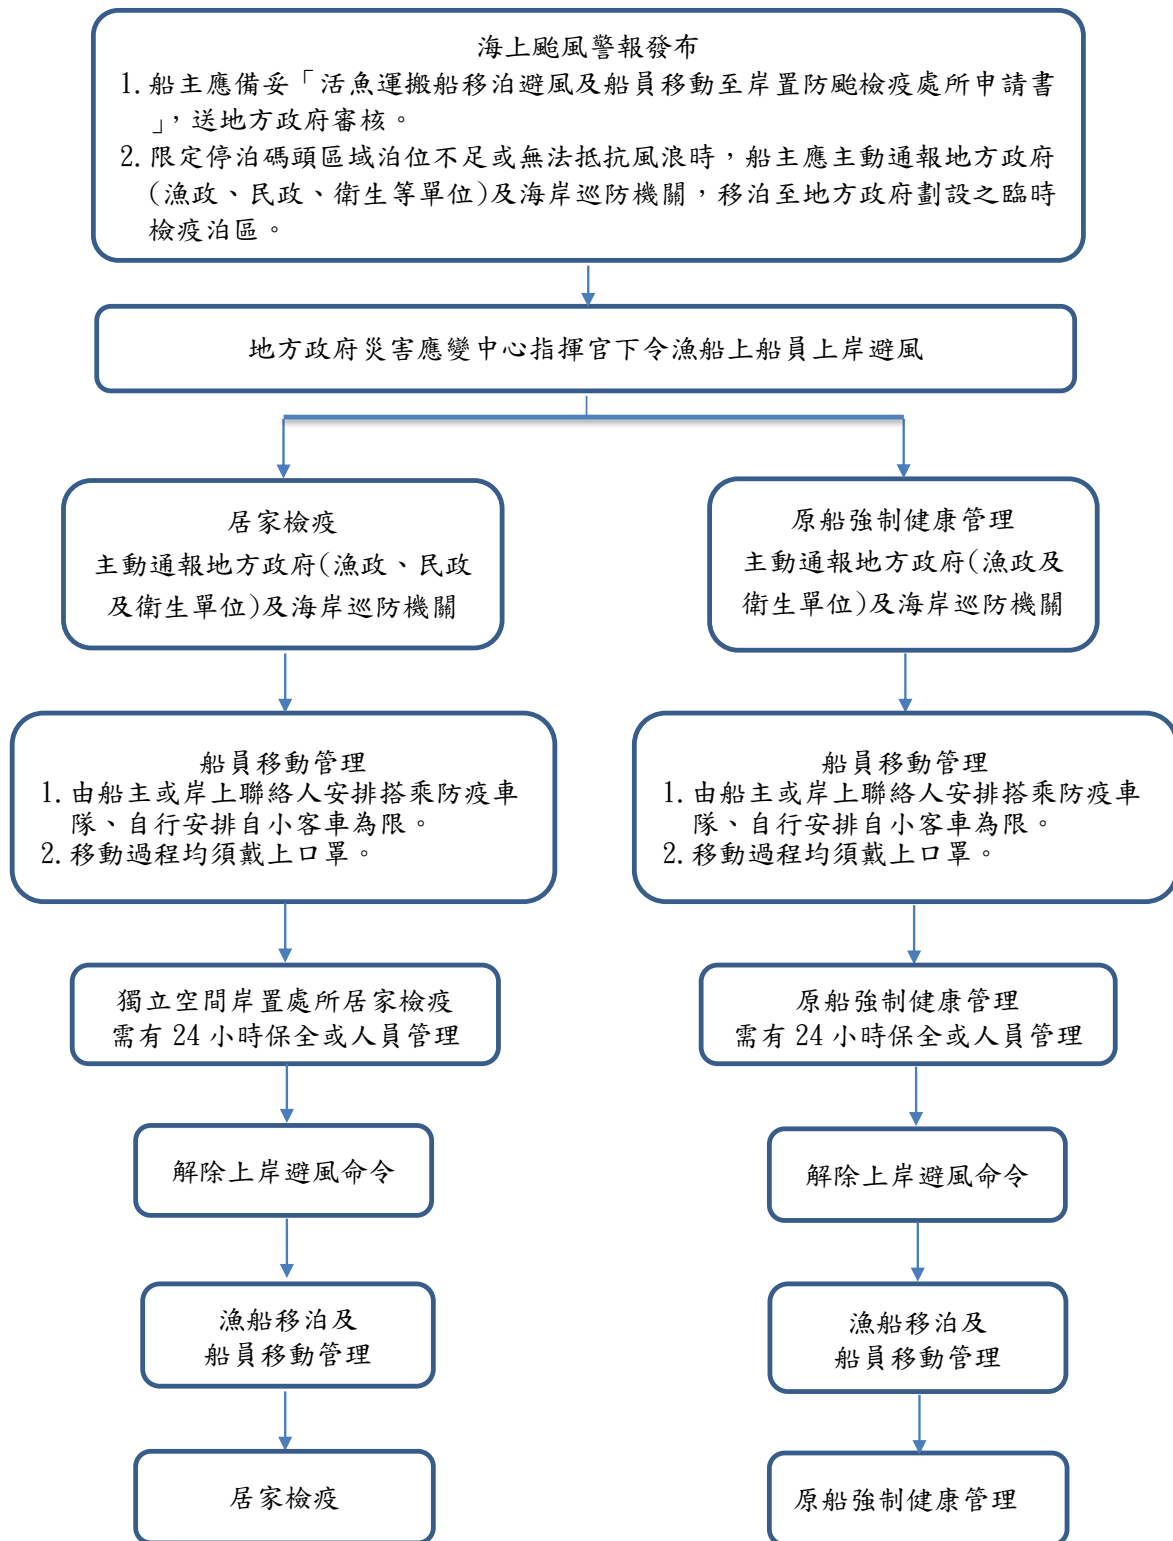 海上颱風警報發布
1. 船主應備妥「活魚運搬船移泊避風及船員移動至岸置防颱檢疫處所申請書
」，送地方政府審核。
2. 限定停泊碼頭區域泊位不足或無法抵抗風浪時，船主應主動通報地方政府
(漁政、民政、衛生等單位)及海岸巡防機關，移泊至地方政府劃設之臨時
檢疫泊區。
地方政府災害應變中心指揮官下令漁船上船員上岸避風
居家檢疫
主動通報地方政府(漁政、民政
及衛生單位)及海岸巡防機關
原船強制健康管理
主動通報地方政府(漁政及
衛生單位)及海岸巡防機關
船員移動管理
1. 由船主或岸上聯絡人安排搭乘防疫車
隊、自行安排自小客車為限。
2. 移動過程均須戴上口罩。
船員移動管理
1. 由船主或岸上聯絡人安排搭乘防疫車
隊、自行安排自小客車為限。
2. 移動過程均須戴上口罩。
獨立空間岸置處所居家檢疫
需有 24 小時保全或人員管理
原船強制健康管理
需有 24 小時保全或人員管理
解除上岸避風命令
解除上岸避風命令
漁船移泊及
船員移動管理
漁船移泊及
船員移動管理
居家檢疫
原船強制健康管理